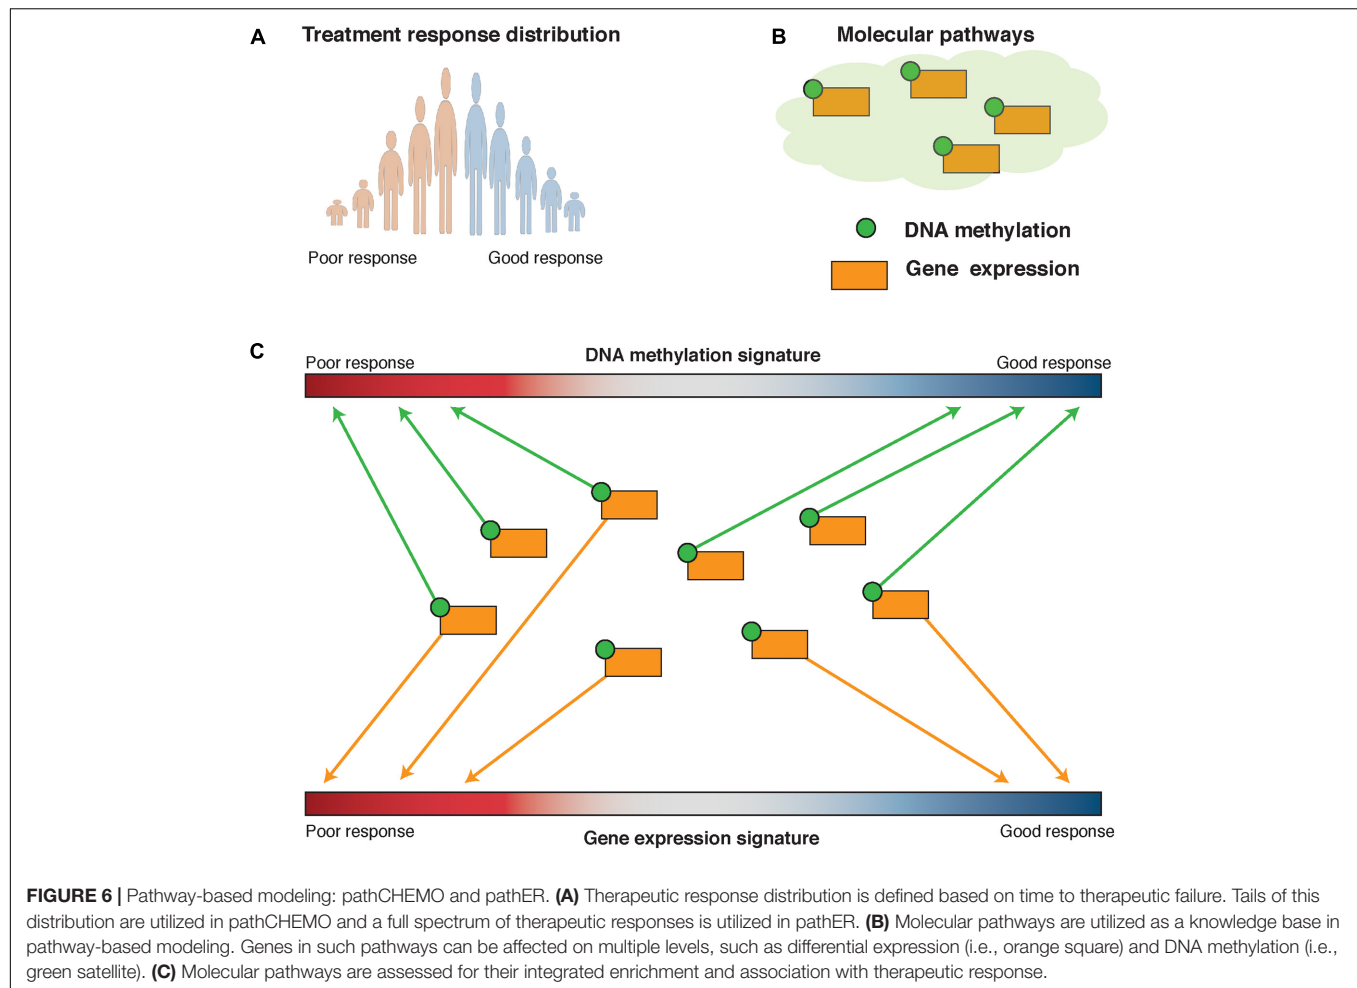 A
Treatment response distribution
Poor response
Good response
B
Molecular pathways
DNA methylation
Gene expression
C
Poor response
DNA methylation signature
Good response
Poor response
Gene expression signature
Good response
FIGURE 6 | Pathway-based modeling: pathCHEMO and pathER. (A) Therapeutic response distribution is defined based on time to therapeutic failure. Tails of this
distribution are utilized in pathCHEMO and a full spectrum of therapeutic responses is utilized in pathER. (B) Molecular pathways are utilized as a knowledge base in
pathway-based modeling. Genes in such pathways can be affected on multiple levels, such as differential expression (i.e., orange square) and DNA methylation (i.e.,
green satellite). (C) Molecular pathways are assessed for their integrated enrichment and association with therapeutic response.